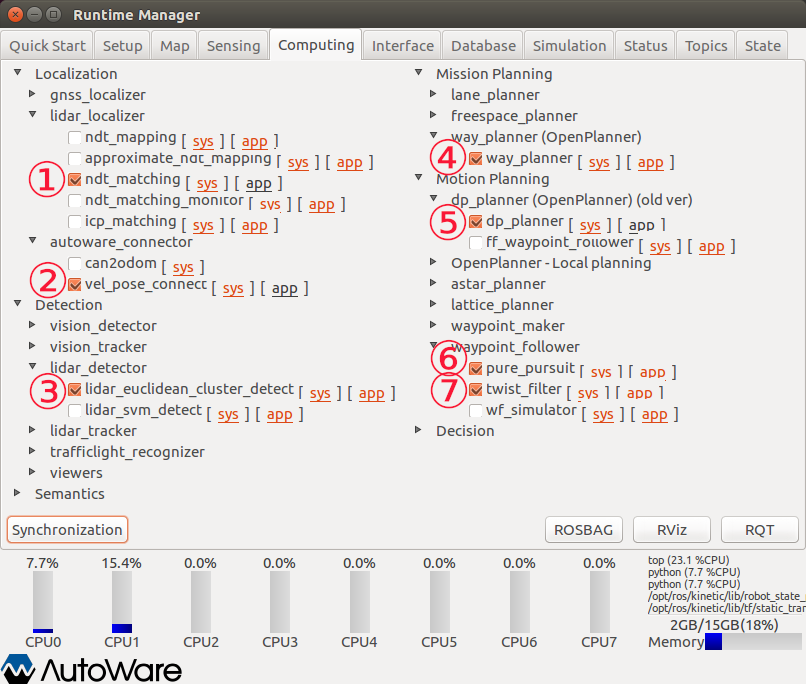 Runtime Manager
Quick Start Setup Map Sensing Computing Interface Database Simulation Status Topics State
Localization
gnss_localizer
lidar_localizer
ndt_mapping [ sys ] [ app ]
approximate_ndt_mapping [ sys ] [ app ]
① ndt_matching [ sys ] [ app ]
ndt_matching_monitor [ sys ] [ app ]
icp_matching [ sys ] [ app ]
autoware_connector
can2odom [ sys ]
② vel_pose_connect [ sys ] [ app ]
Detection
vision_detector
vision_tracker
lidar_detector
③ lidar_euclidean_cluster_detect [ sys ] [ app ]
lidar_svm_detect [ sys ] [ app ]
lidar_tracker
trafficlight_recognizer
viewers
Semantics
Mission Planning
lane_planner
freespace_planner
way_planner (OpenPlanner)
④ way_planner [ sys ] [ app ]
Motion Planning
dp_planner (OpenPlanner) (old ver)
⑤ dp_planner [ sys ] [ app ]
ff_waypoint_follower [ sys ] [ app ]
OpenPlanner - Local planning
astar_planner
lattice_planner
waypoint_maker
waypoint_follower
⑥ pure_pursuit [ sys ] [ app ]
⑦ twist_filter [ sys ] [ app ]
wf_simulator [ sys ] [ app ]
Decision
Synchronization ROSBAG RViz RQT
7.7% 15.4% 0.0% 0.0% 0.0% 0.0% 0.0% 0.0%
CPU0 CPU1 CPU2 CPU3 CPU4 CPU5 CPU6 CPU7
top (23.1 %CPU)
python (7.7 %CPU)
python (7.7 %CPU)
/opt/ros/kinetic/lib/robot_state_
/opt/ros/kinetic/lib/tf/static_tran
2GB/15GB(18%)
Memory
AutoWare